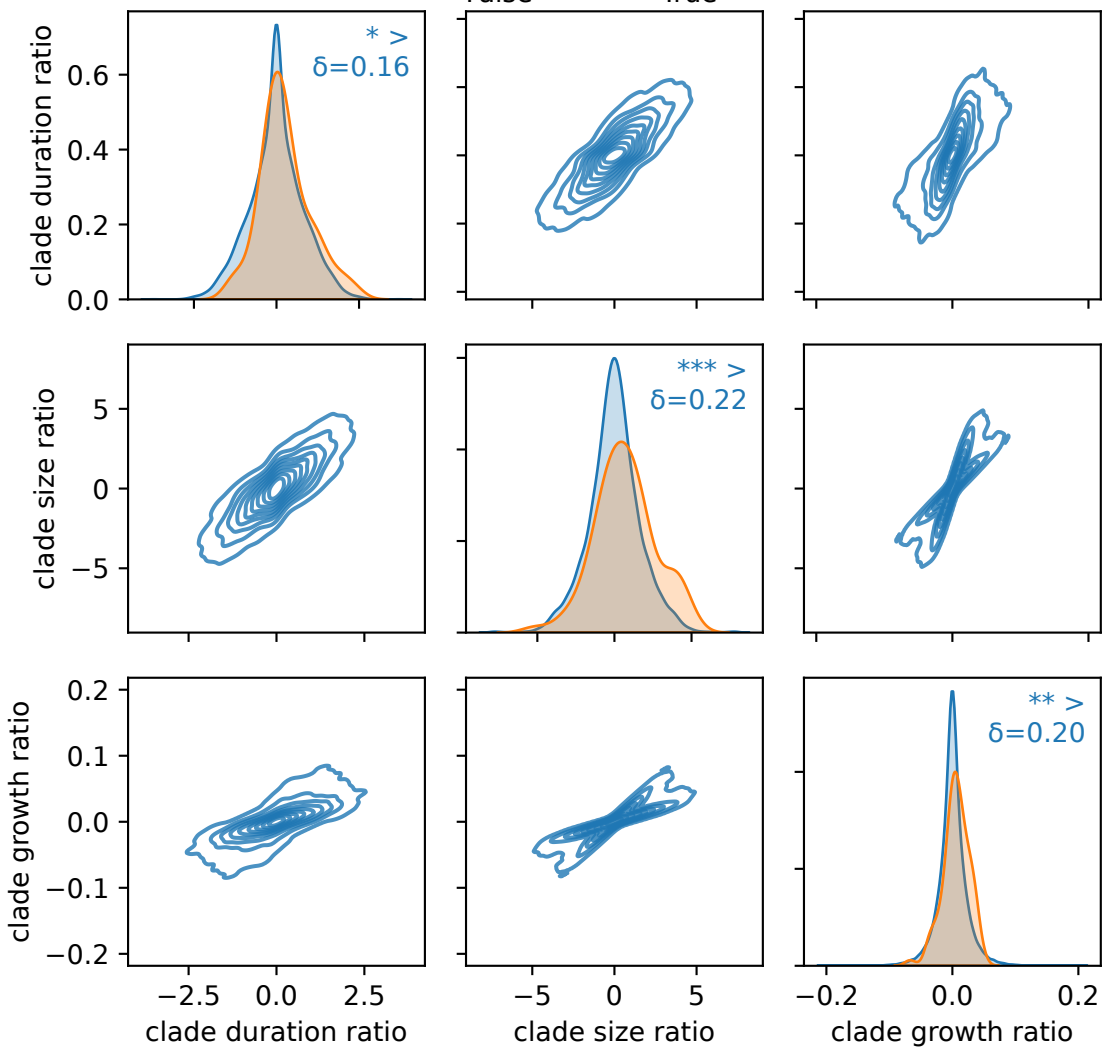 False True
clade duration ratio
0.6
0.4
0.2
0.0
* >
δ=0.16
clade size ratio
5
0
−5
*** >
δ=0.22
clade growth ratio
0.2
0.1
0.0
−0.1
−0.2
** >
δ=0.20
−2.5 0.0 2.5
−5 0 5
−0.2 0.0 0.2
clade duration ratio
clade size ratio
clade growth ratio